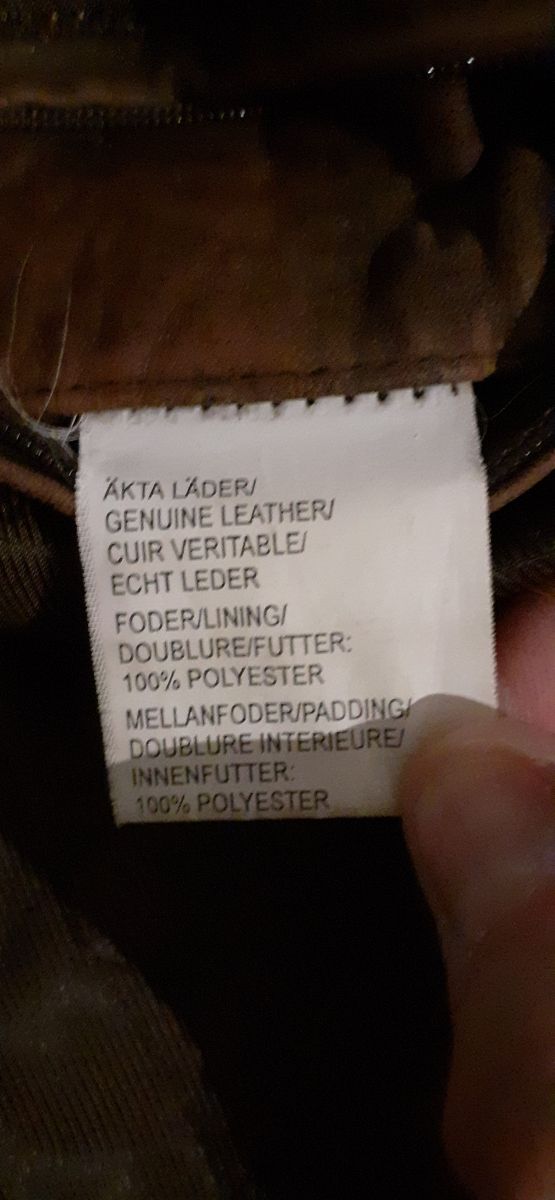 ÄKTA LÄDER/
GENUINE LEATHER/
CUIR VERITABLE/
ECHT LEDER
FODER/LINING/
DOUBLURE/FUTTER:
100% POLYESTER
MELLANFODER/PADDING/
DOUBLURE INTERIEURE/
INNENFUTTER:
100% POLYESTER